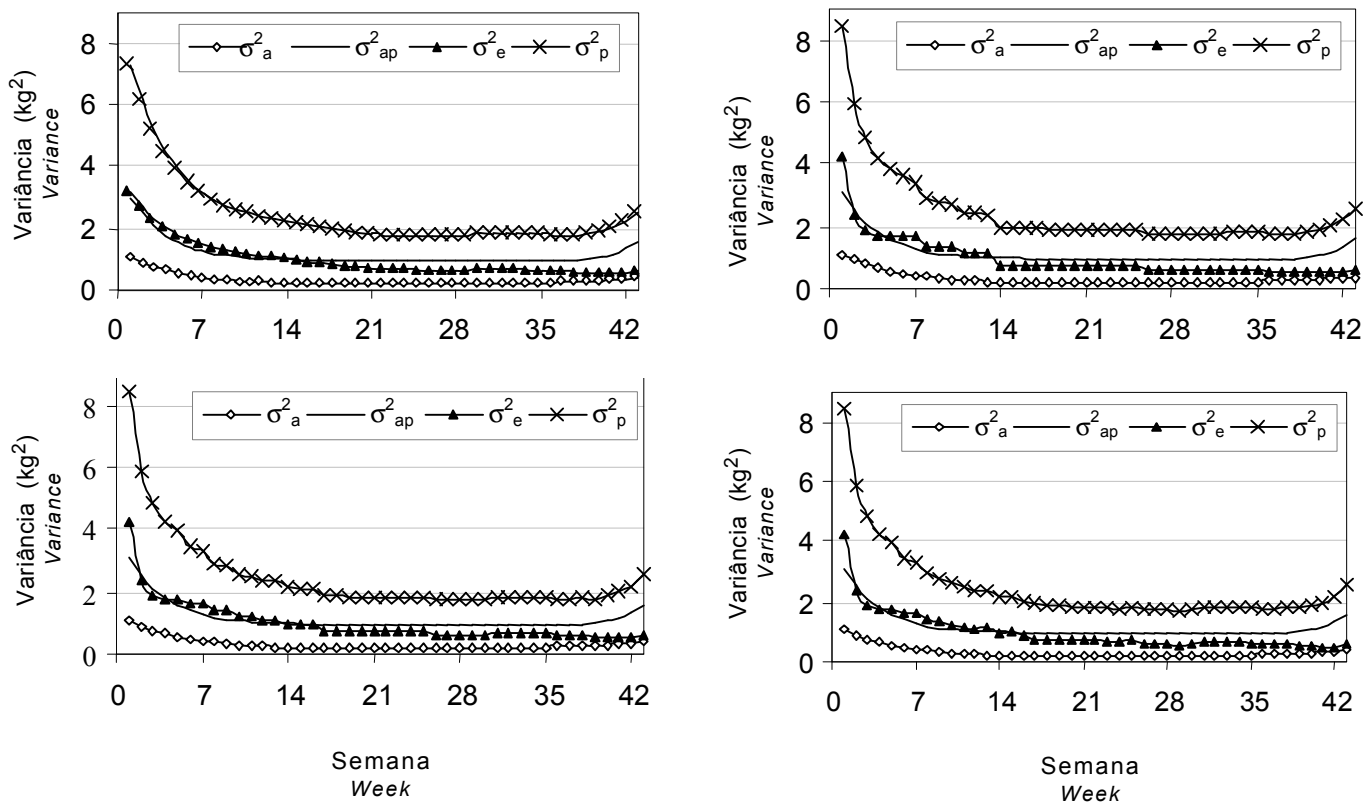 σ²a σ²ap σ²e σ²p
Variância (kg²)
Variance
8
6
4
2
0
0 7 14 21 28 35 42
σ²a σ²ap σ²e σ²p
Variância (kg²)
Variance
8
6
4
2
0
0 7 14 21 28 35 42
σ²a σ²ap σ²e σ²p
Variância (kg²)
Variance
8
6
4
2
0
0 7 14 21 28 35 42
Semana
Week
σ²a σ²ap σ²e σ²p
Variância (kg²)
Variance
8
6
4
2
0
0 7 14 21 28 35 42
Semana
Week